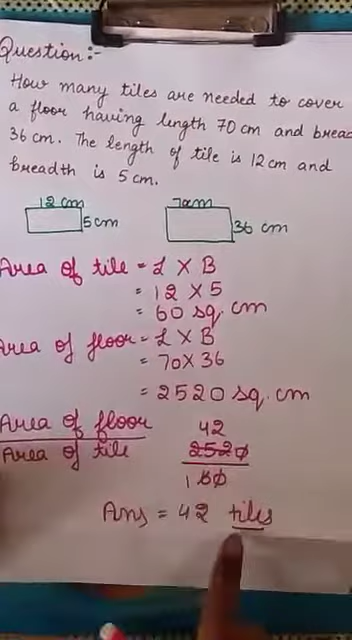 Question:-
How many tiles are needed to cover
a floor having length 70 cm and bread
36 cm. The length of tile is 12 cm and
breadth is 5 cm.
12 cm
5 cm
70cm
36 cm
Area of tile = L X B
= 12 X 5
= 60 sq. cm
Area of floor = L X B
= 70 X 36
= 2520 sq. cm
Area of floor
Area of tile
42
2520
1 60
Ans = 42 tiles